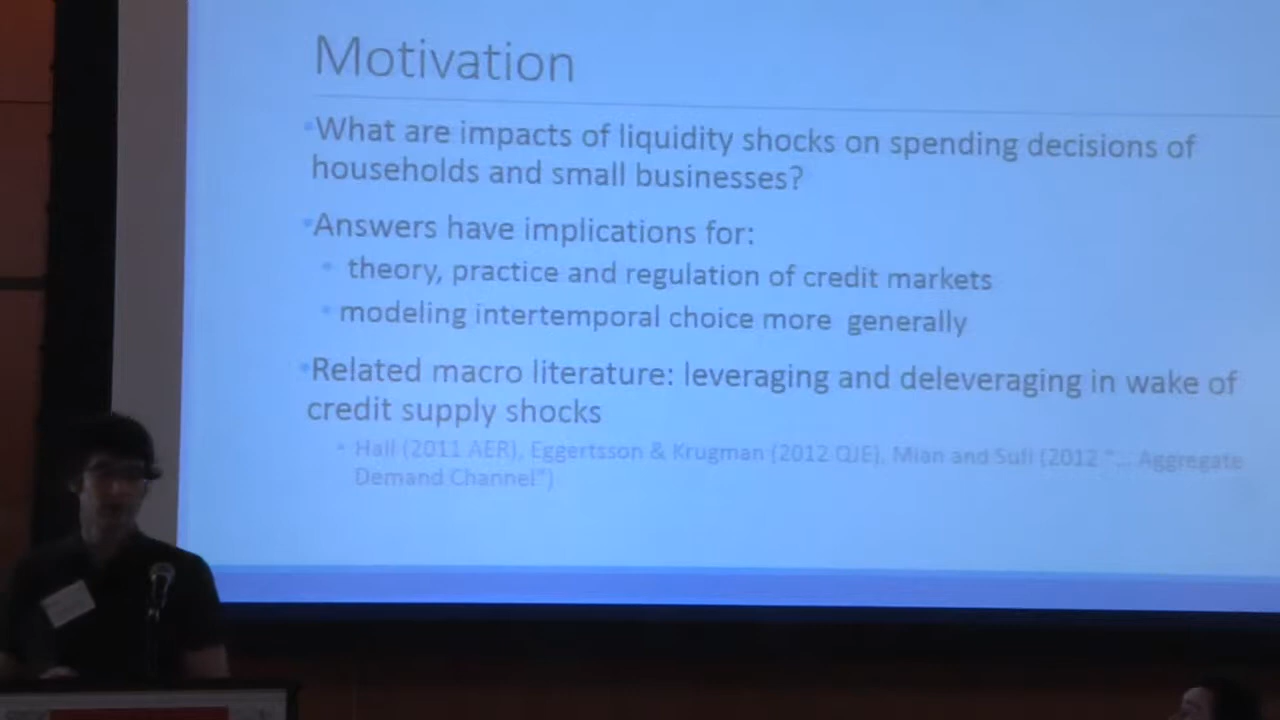 Motivation
What are impacts of liquidity shocks on spending decisions of
households and small businesses?
Answers have implications for:
theory, practice and regulation of credit markets
modeling intertemporal choice more generally
Related macro literature: leveraging and deleveraging in wake of
credit supply shocks
Hall (2011 AER), Eggertsson & Krugman (2012 QJE), Mian and Sufi (2012 "... Aggregate
Demand Channel")